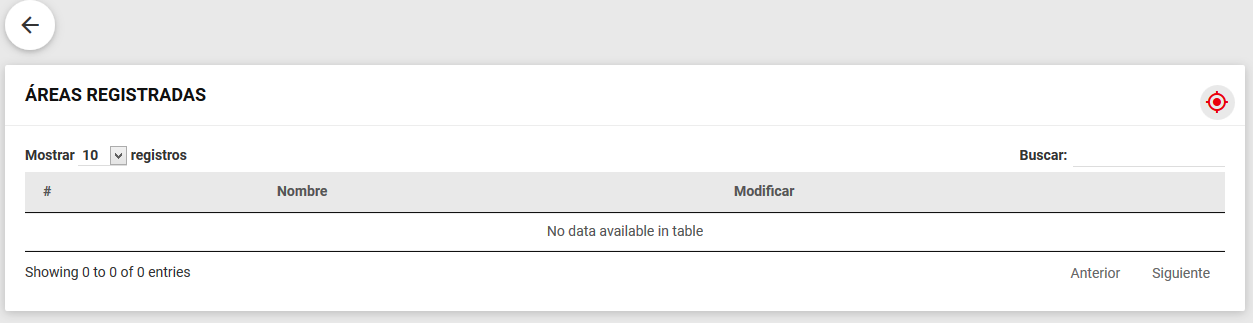 ÁREAS REGISTRADAS
Mostrar 10 registros Buscar:
# Nombre Modificar
No data available in table
Showing 0 to 0 of 0 entries Anterior Siguiente